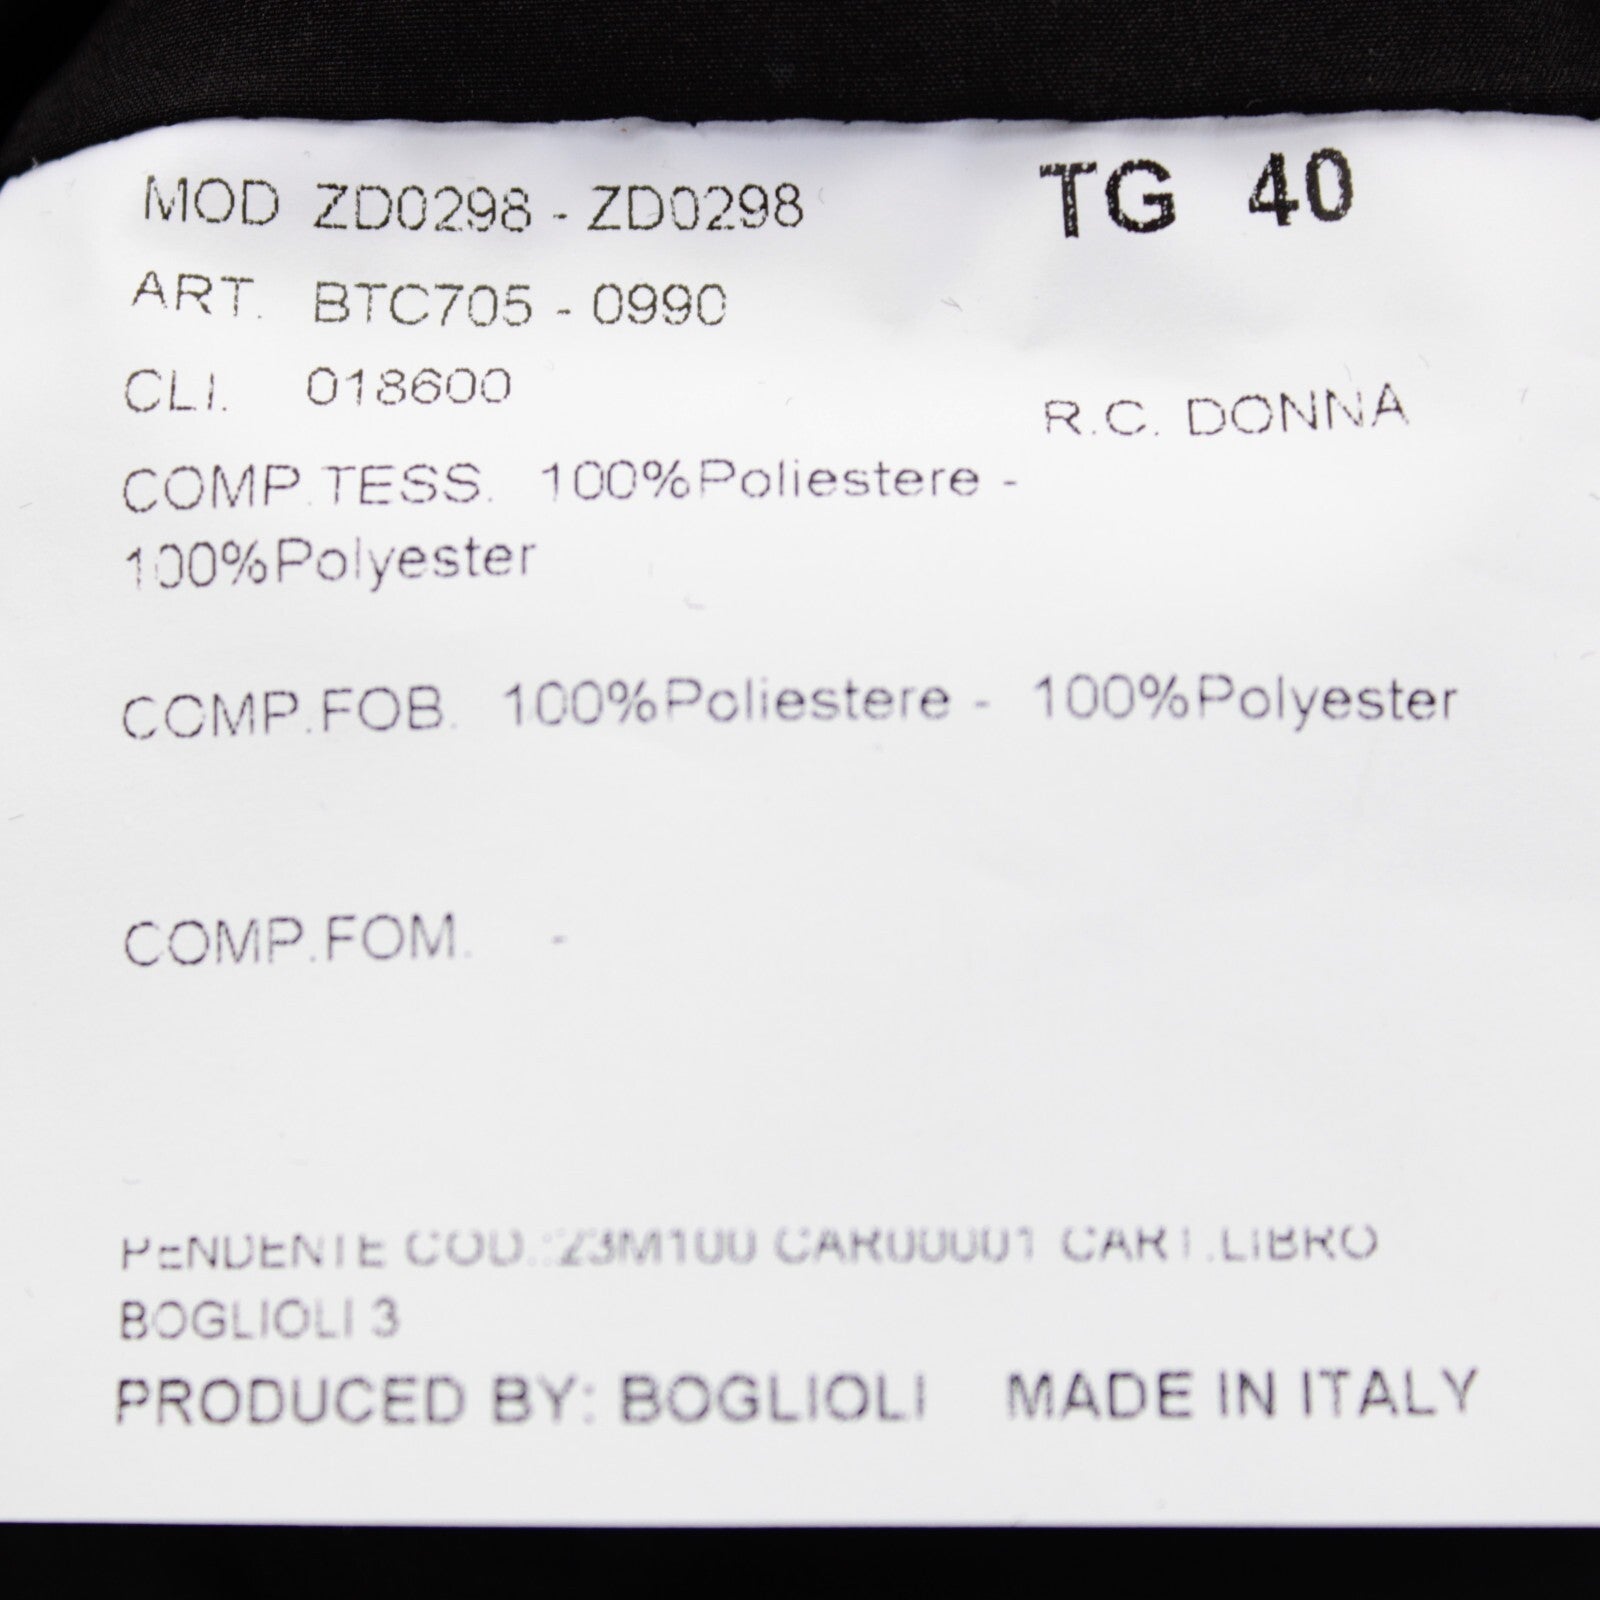 MOD ZD0298 - ZD0298 TG 40
ART. BTC705 - 0990
CLI. 018600 R.C. DONNA
COMP.TESS. 100%Poliestere -
100%Polyester
COMP.FOB. 100%Poliestere - 100%Polyester
COMP.FOM. -
PENDENTE COD.:23M100 CAR00001 CART.LIBRO
BOGLIOLI 3
PRODUCED BY: BOGLIOLI MADE IN ITALY